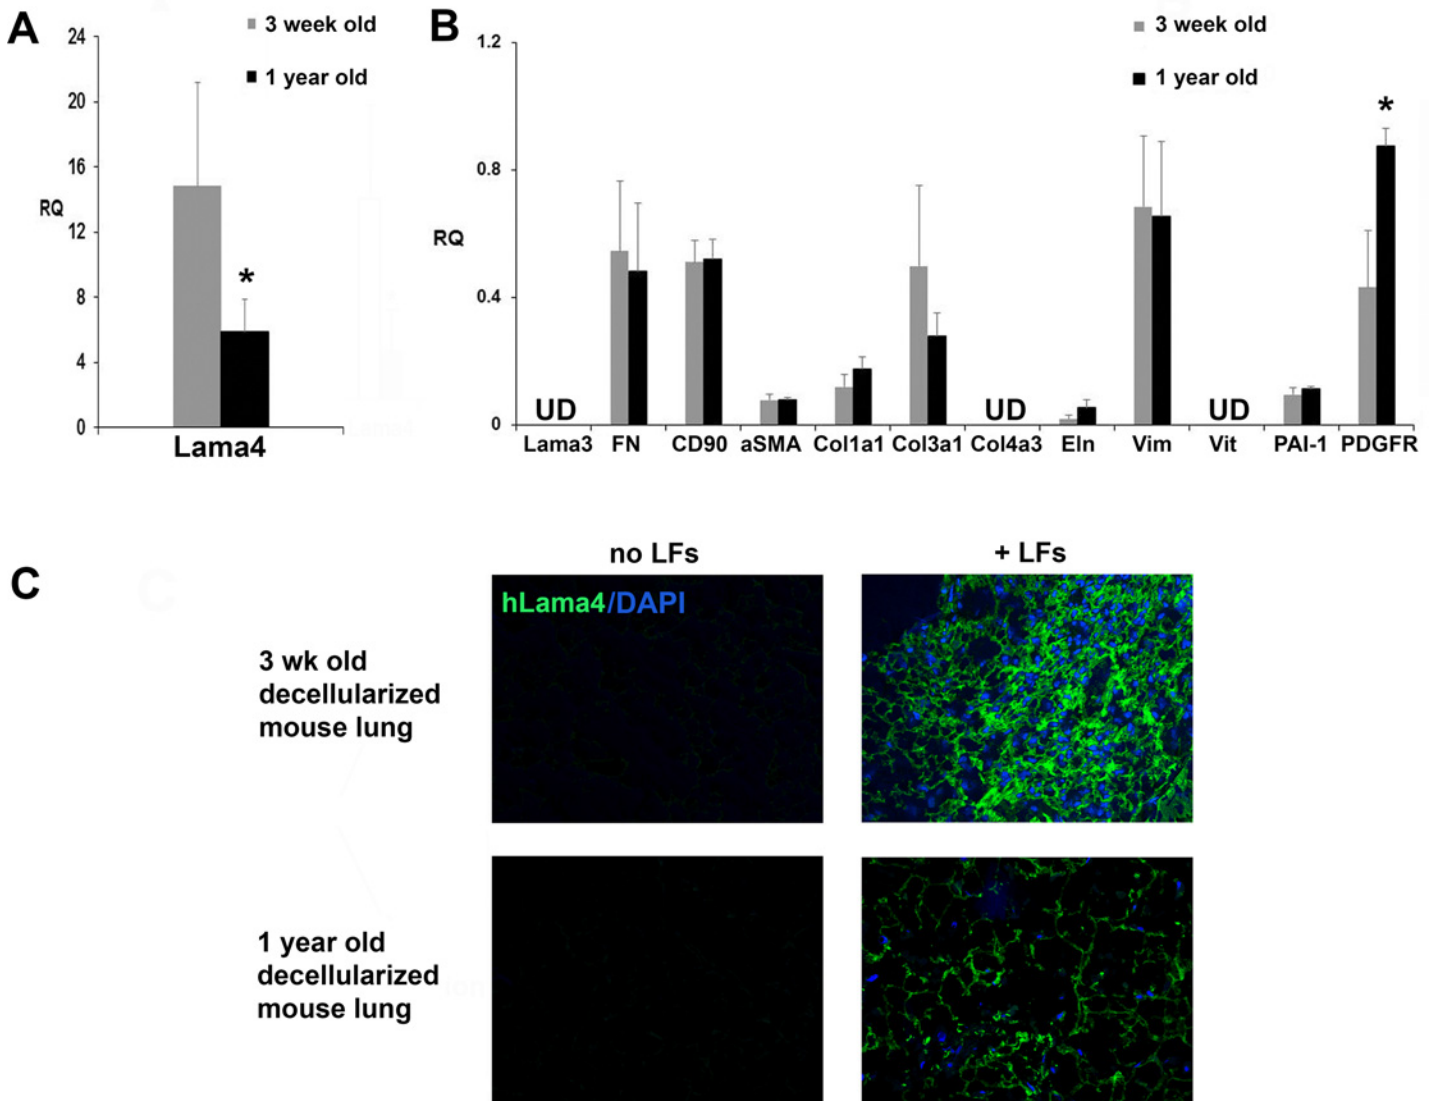 A
24
20
16
12
8
4
0
RQ
3 week old
1 year old
*
Lama4
B
1.2
0.8
0.4
0
RQ
3 week old
1 year old
*
UD
UD
UD
Lama3 FN CD90 aSMA Col1a1 Col3a1 Col4a3 Eln Vim Vit PAI-1 PDGFR
C
no LFs
+ LFs
hLama4/DAPI
3 wk old
decellularized
mouse lung
1 year old
decellularized
mouse lung